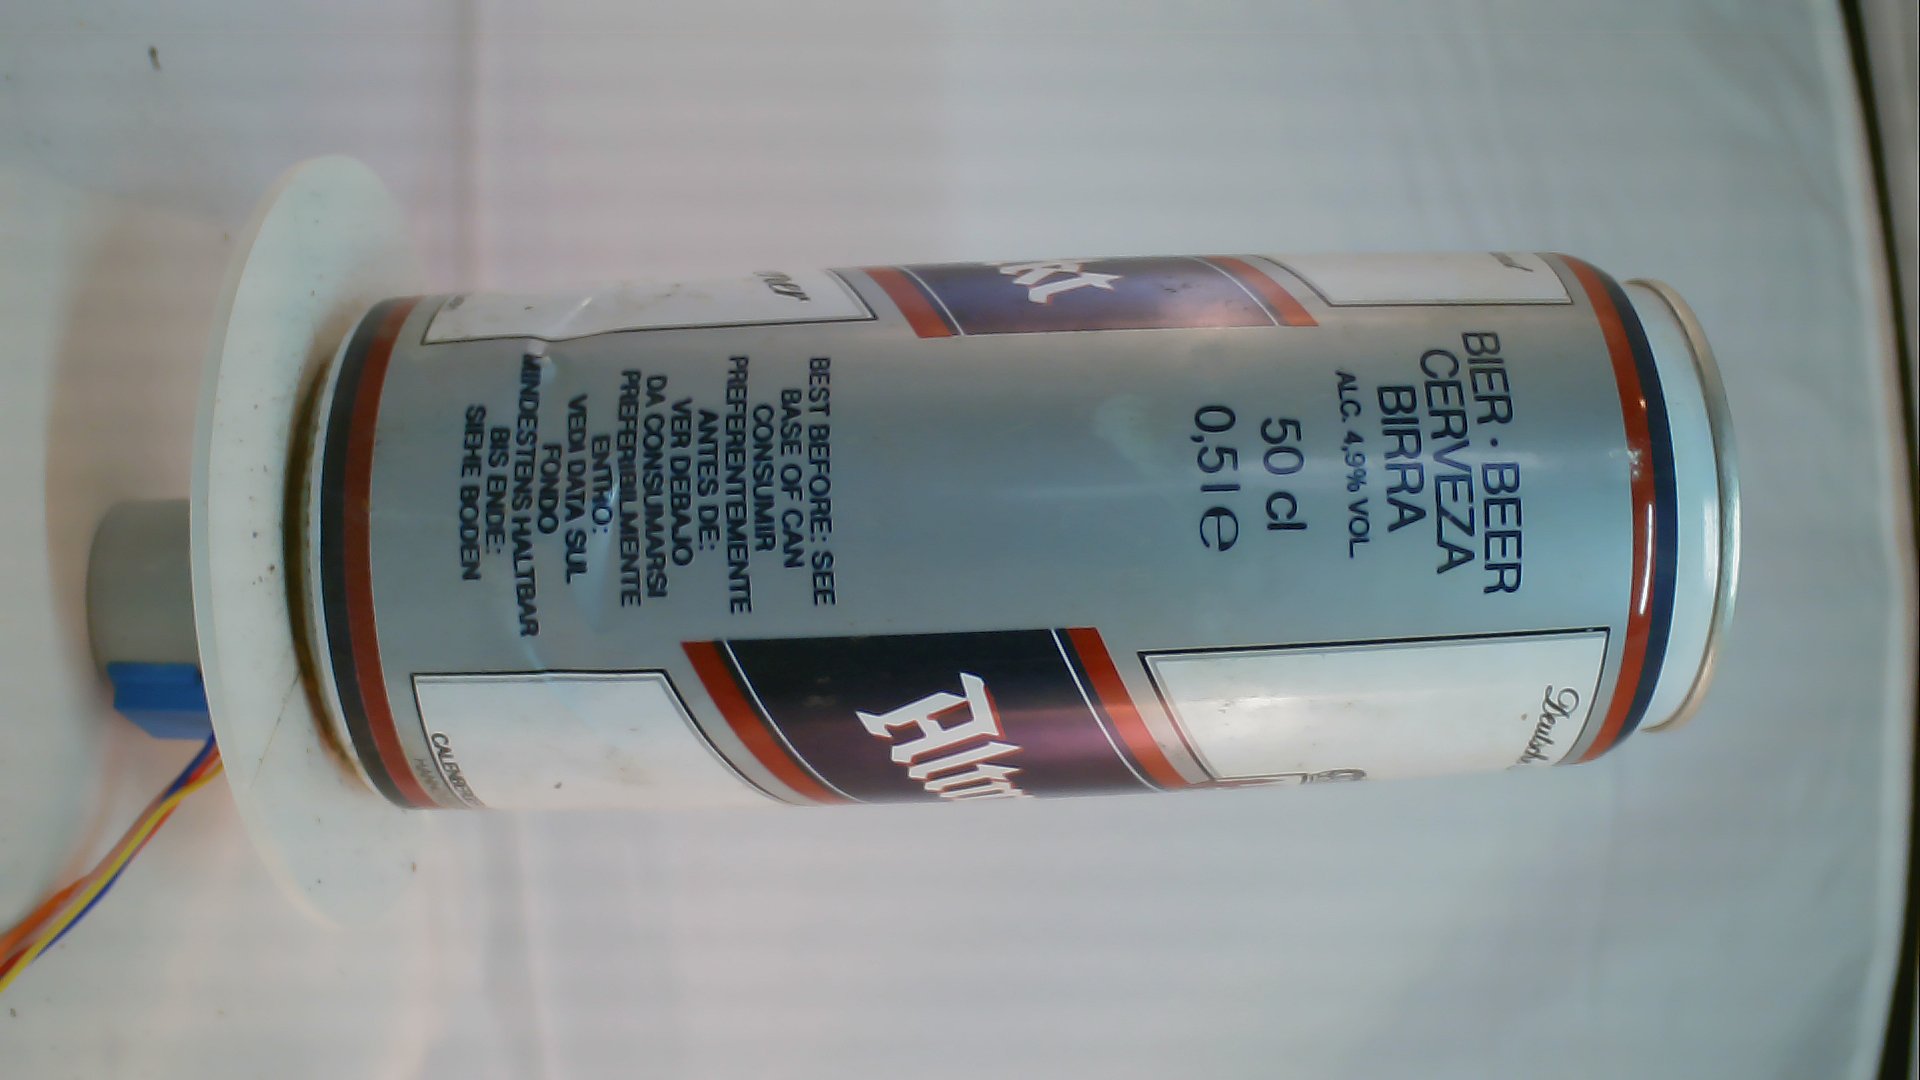 BIER · BEER
CERVEZA
BIRRA
ALC. 4,9% VOL.
50 cl
0,5 l e
BEST BEFORE: SEE
BASE OF CAN
CONSUMIR
PREFERENTEMENTE
ANTES DE:
VER DEBAJO
DA CONSUMARSI
PREFERIBILMENTE
ENTRO:
VEDI DATA SUL
FONDO
MINDESTENS HALTBAR
BIS ENDE:
SIEHE BODEN